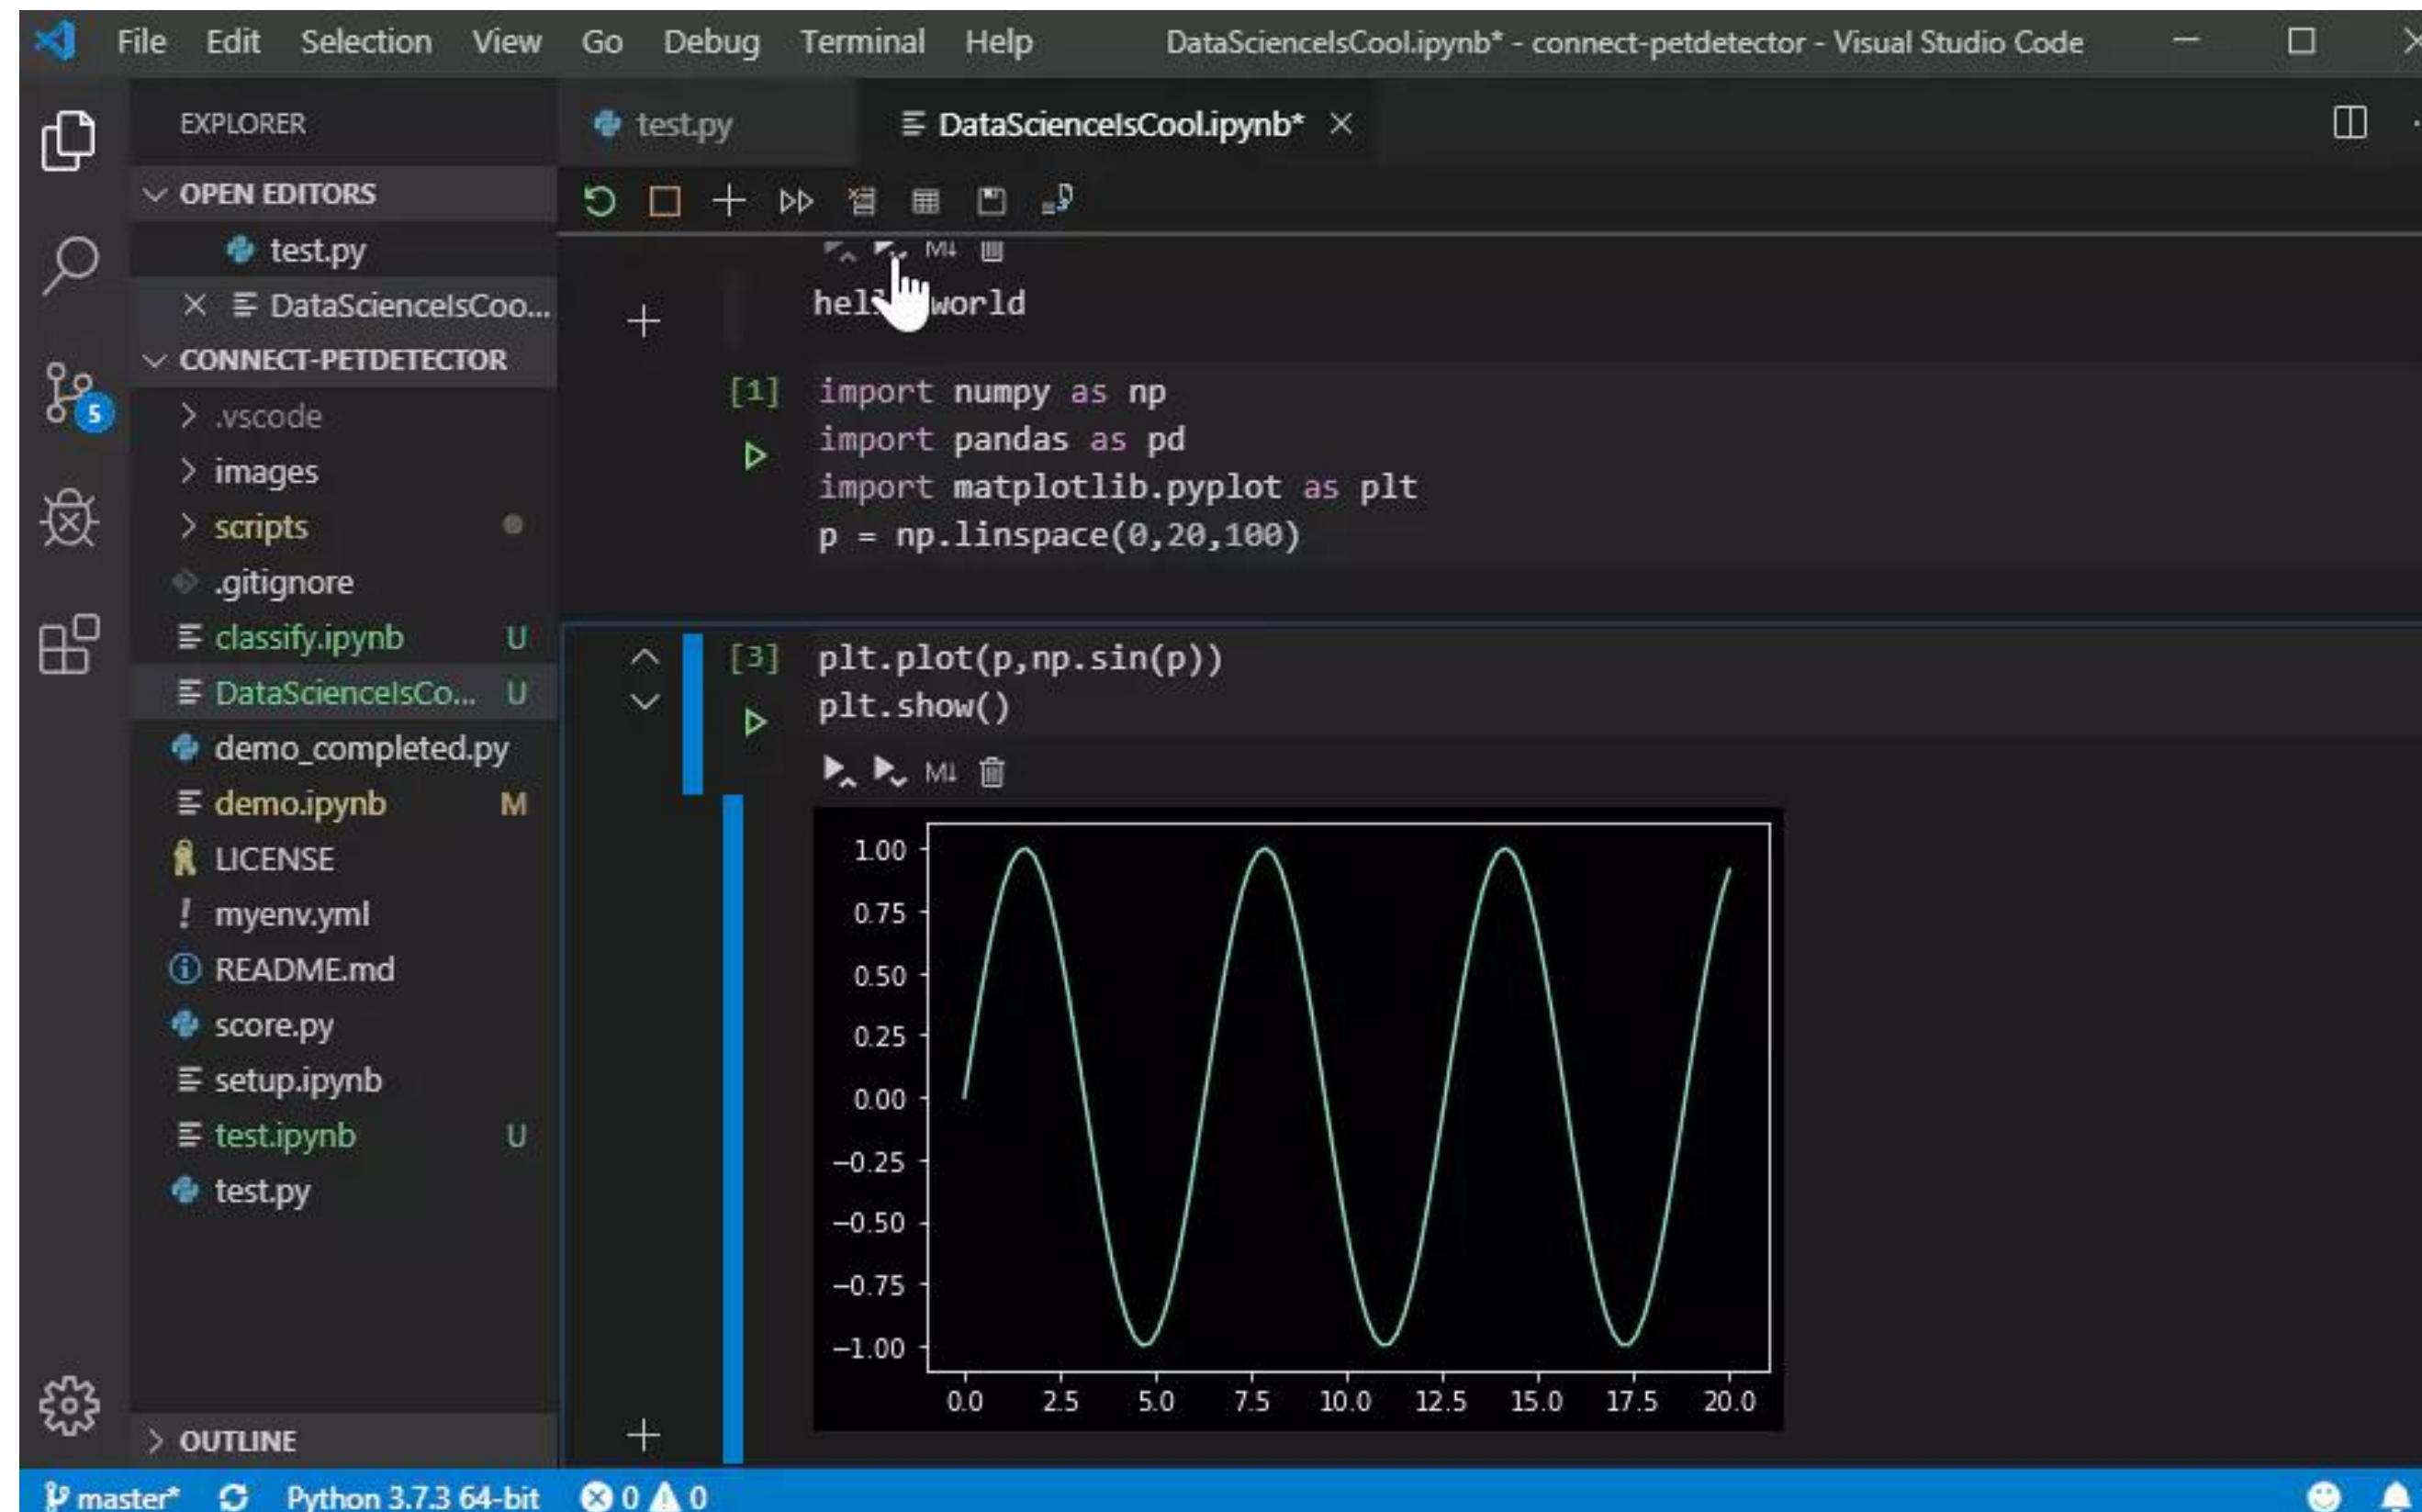 File Edit Selection View Go Debug Terminal Help DataScienceIsCool.ipynb* - connect-petdetector - Visual Studio Code
EXPLORER
OPEN EDITORS
test.py
DataScienceIsCoo...
CONNECT-PETDETECTOR
.vscode
images
scripts
.gitignore
classify.ipynb U
DataScienceIsCo... U
demo_completed.py
demo.ipynb M
LICENSE
! myenv.yml
README.md
score.py
setup.ipynb
test.ipynb U
test.py
OUTLINE
5
test.py DataScienceIsCool.ipynb*
M↓
world
[1] import numpy as np
import pandas as pd
import matplotlib.pyplot as plt
p = np.linspace(0,20,100)
[3] plt.plot(p,np.sin(p))
plt.show()
M↓
1.00
0.75
0.50
0.25
0.00
−0.25
−0.50
−0.75
−1.00
0.0 2.5 5.0 7.5 10.0 12.5 15.0 17.5 20.0
master* Python 3.7.3 64-bit 0 0